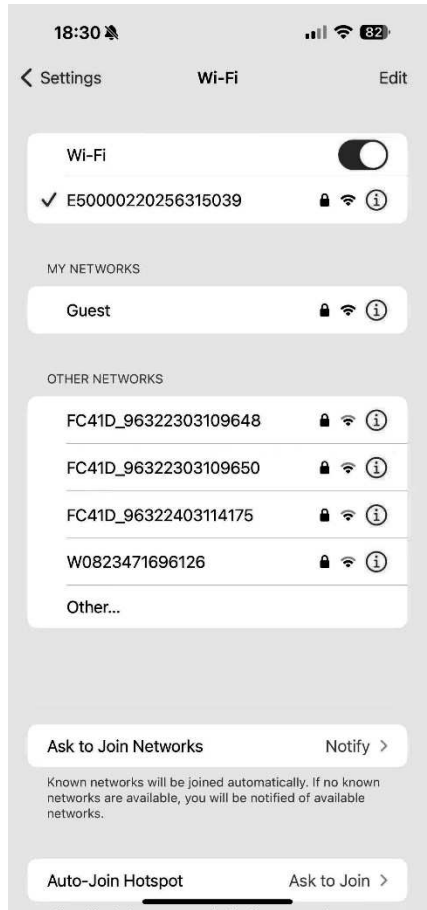 18:30
82
Settings
Wi-Fi
Edit
Wi-Fi
E50000220256315039
MY NETWORKS
Guest
OTHER NETWORKS
FC41D_96322303109648
FC41D_96322303109650
FC41D_96322403114175
W0823471696126
Other...
Ask to Join Networks
Notify
Known networks will be joined automatically. If no known
networks are available, you will be notified of available
networks.
Auto-Join Hotspot
Ask to Join